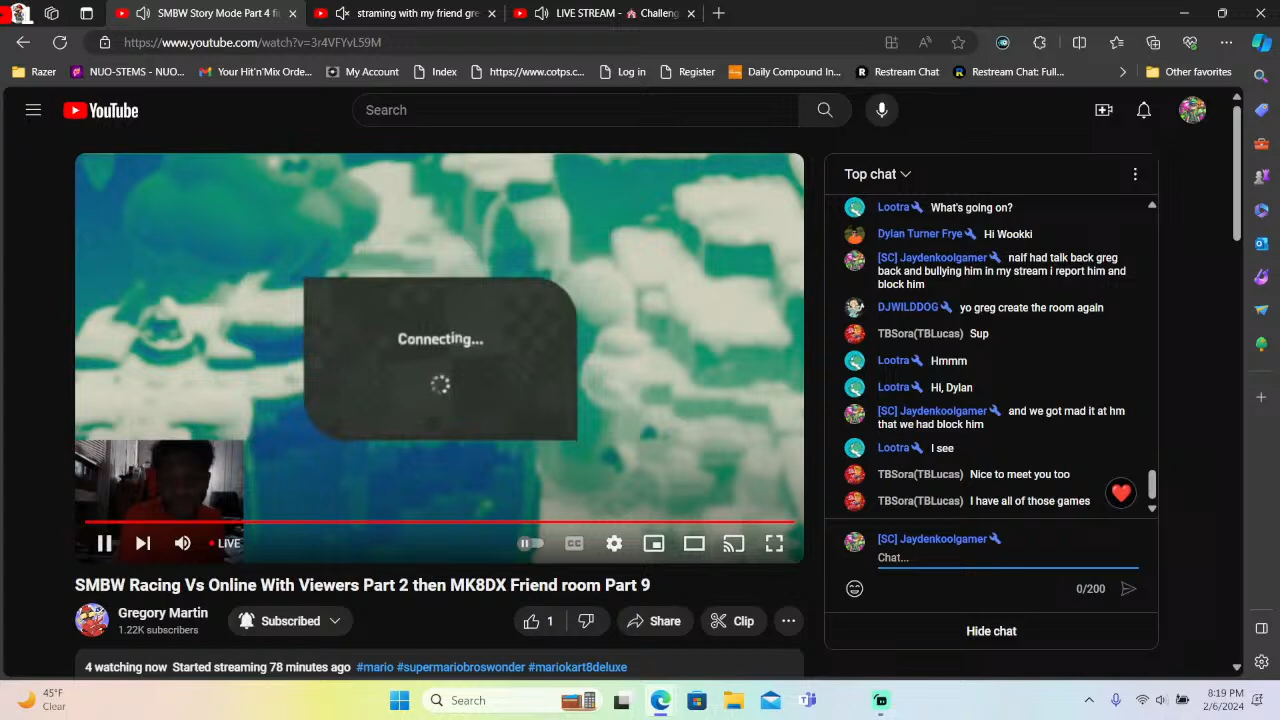 SMBW Story Mode Part 4 fi
straming with my friend gre
LIVE STREAM - 🏠 Challeng
https://www.youtube.com/watch?v=3r4VFYvL59M
Razer
NUO-STEMS - NUO...
Your Hit'n'Mix Orde...
My Account
Index
https://www.cotps.c...
Log in
Register
Daily Compound In...
Restream Chat
Restream Chat: Full...
Other favorites
YouTube
Search
Top chat
Lootra What's going on?
Dylan Turner Frye Hi Wookki
[SC] Jaydenkoolgamer naif had talk back greg
back and bullying him in my stream i report him and
block him
DJWILDDOG yo greg create the room again
TBSora(TBLucas) Sup
Lootra Hmmm
Lootra Hi, Dylan
[SC] Jaydenkoolgamer and we got mad it at hm
that we had block him
Lootra I see
TBSora(TBLucas) Nice to meet you too
TBSora(TBLucas) I have all of those games
[SC] Jaydenkoolgamer
Chat...
0/200
Hide chat
Connecting...
LIVE
CC
SMBW Racing Vs Online With Viewers Part 2 then MK8DX Friend room Part 9
Gregory Martin
1.22K subscribers
Subscribed
1
Share
Clip
4 watching now Started streaming 78 minutes ago #mario #supermariobroswonder #mariokart8deluxe
45°F
Clear
Search
8:19 PM
2/6/2024